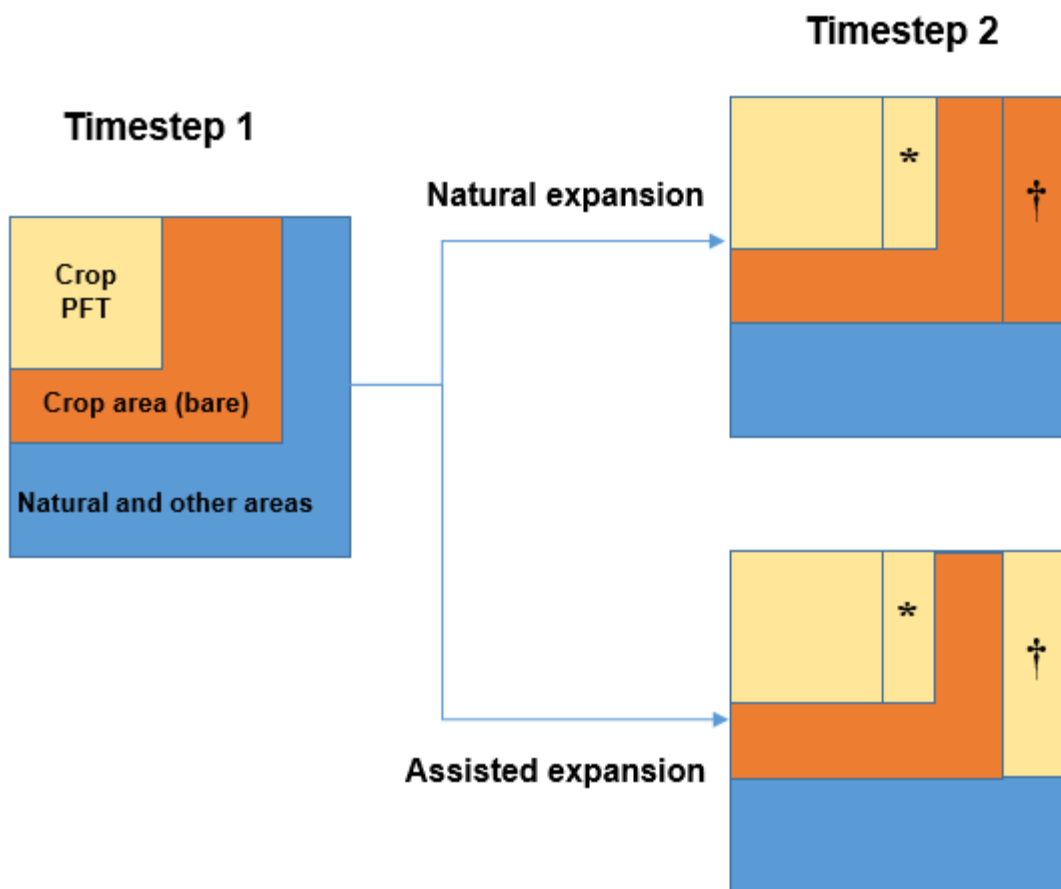 Timestep 2
Timestep 1
Natural expansion
*
†
Crop
PFT
Crop area (bare)
Natural and other areas
*
†
Assisted expansion